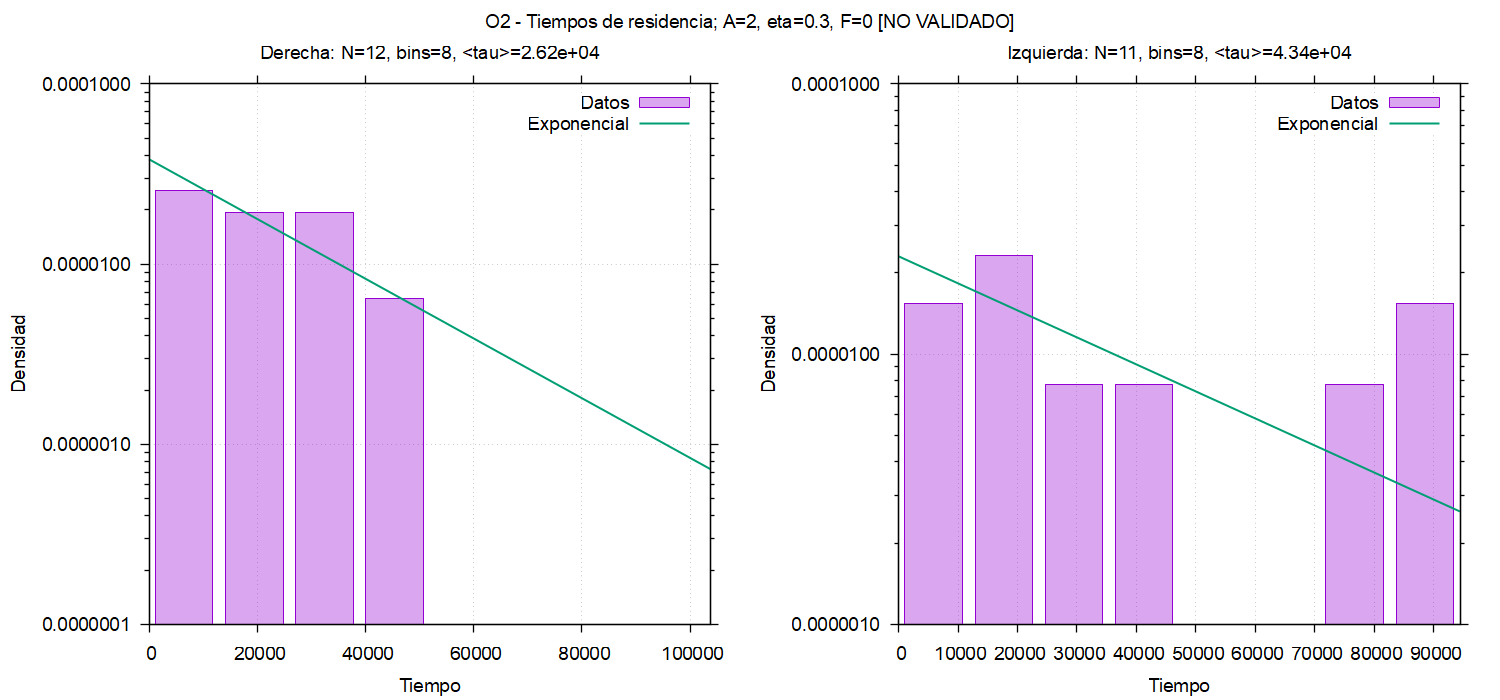 O2 - Tiempos de residencia; A=2, eta=0.3, F=0 [NO VALIDADO]
Derecha: N=12, bins=8, <tau>=2.62e+04
0.0001000
0.0000100
0.0000010
0.0000001
Densidad
Datos
Exponencial
0 20000 40000 60000 80000 100000
Tiempo
Izquierda: N=11, bins=8, <tau>=4.34e+04
0.0001000
0.0000100
0.0000010
Densidad
Datos
Exponencial
0 10000 20000 30000 40000 50000 60000 70000 80000 90000
Tiempo